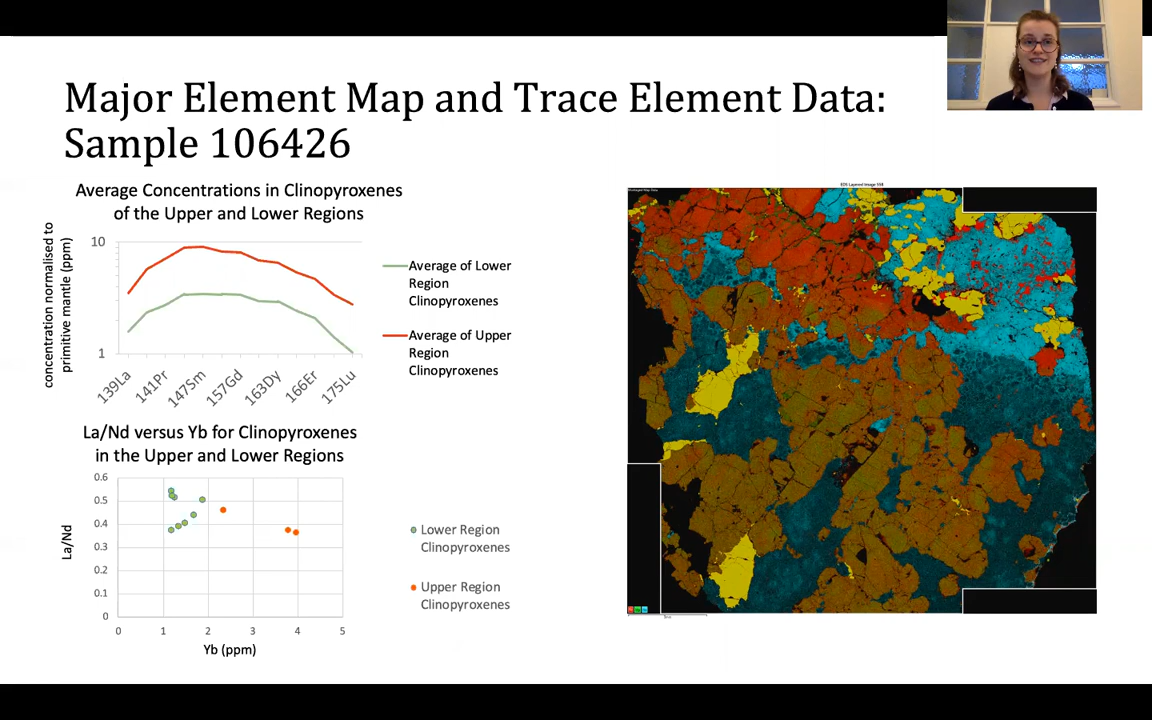 Major Element Map and Trace Element Data:
Sample 106426
Average Concentrations in Clinopyroxenes
of the Upper and Lower Regions
concentration normalised to
primitive mantle (ppm)
10
1
139La
141Pr
147Sm
157Gd
163Dy
166Er
175Lu
Average of Lower
Region
Clinopyroxenes
Average of Upper
Region
Clinopyroxenes
La/Nd versus Yb for Clinopyroxenes
in the Upper and Lower Regions
La/Nd
0.6
0.5
0.4
0.3
0.2
0.1
0
0 1 2 3 4 5
Yb (ppm)
Lower Region
Clinopyroxenes
Upper Region
Clinopyroxenes